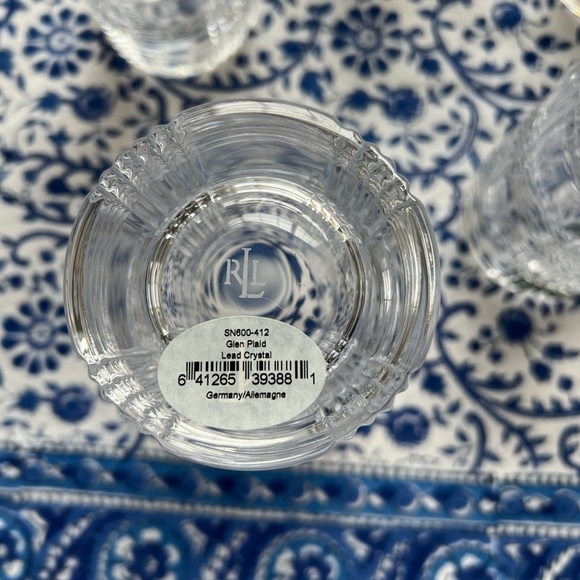 RLL
SN600-412
Glen Plaid
Lead Crystal
6 41265 39388 1
Germany/Allemagne